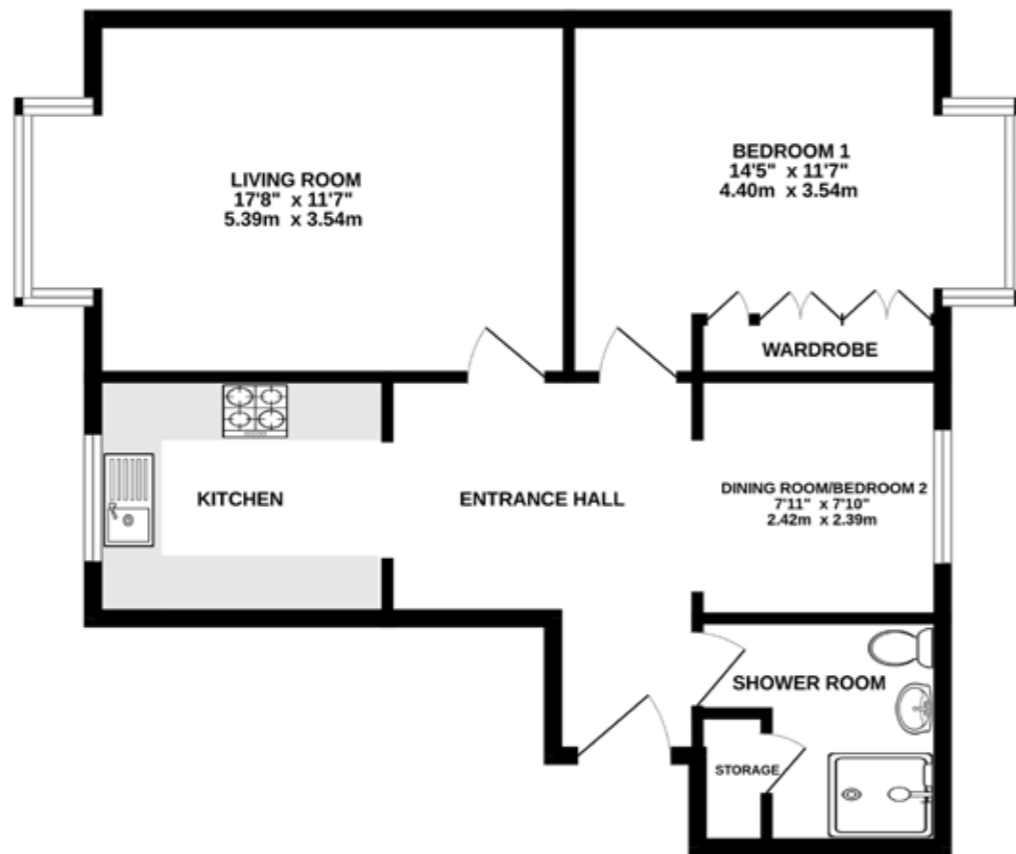 LIVING ROOM
17'8" x 11'7"
5.39m x 3.54m
BEDROOM 1
14'5" x 11'7"
4.40m x 3.54m
WARDROBE
KITCHEN
ENTRANCE HALL
DINING ROOM/BEDROOM 2
7'11" x 7'10"
2.42m x 2.39m
SHOWER ROOM
STORAGE